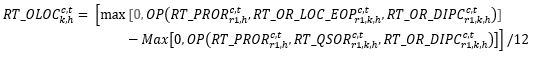 RT_OLOC^{c,t}_{k,h} = [max [0, OP(RT_PROR^{c,t}_{r1,h}, RT_OR_LOC_EOP^{c,t}_{r1,k,h}, RT_OR_DIPC^{c,t}_{r1,k,h})]
− Max[0, OP(RT_PROR^{c,t}_{r1,h}, RT_QSOR^{c,t}_{r1,k,h}, RT_OR_DIPC^{c,t}_{r1,k,h})]] /12